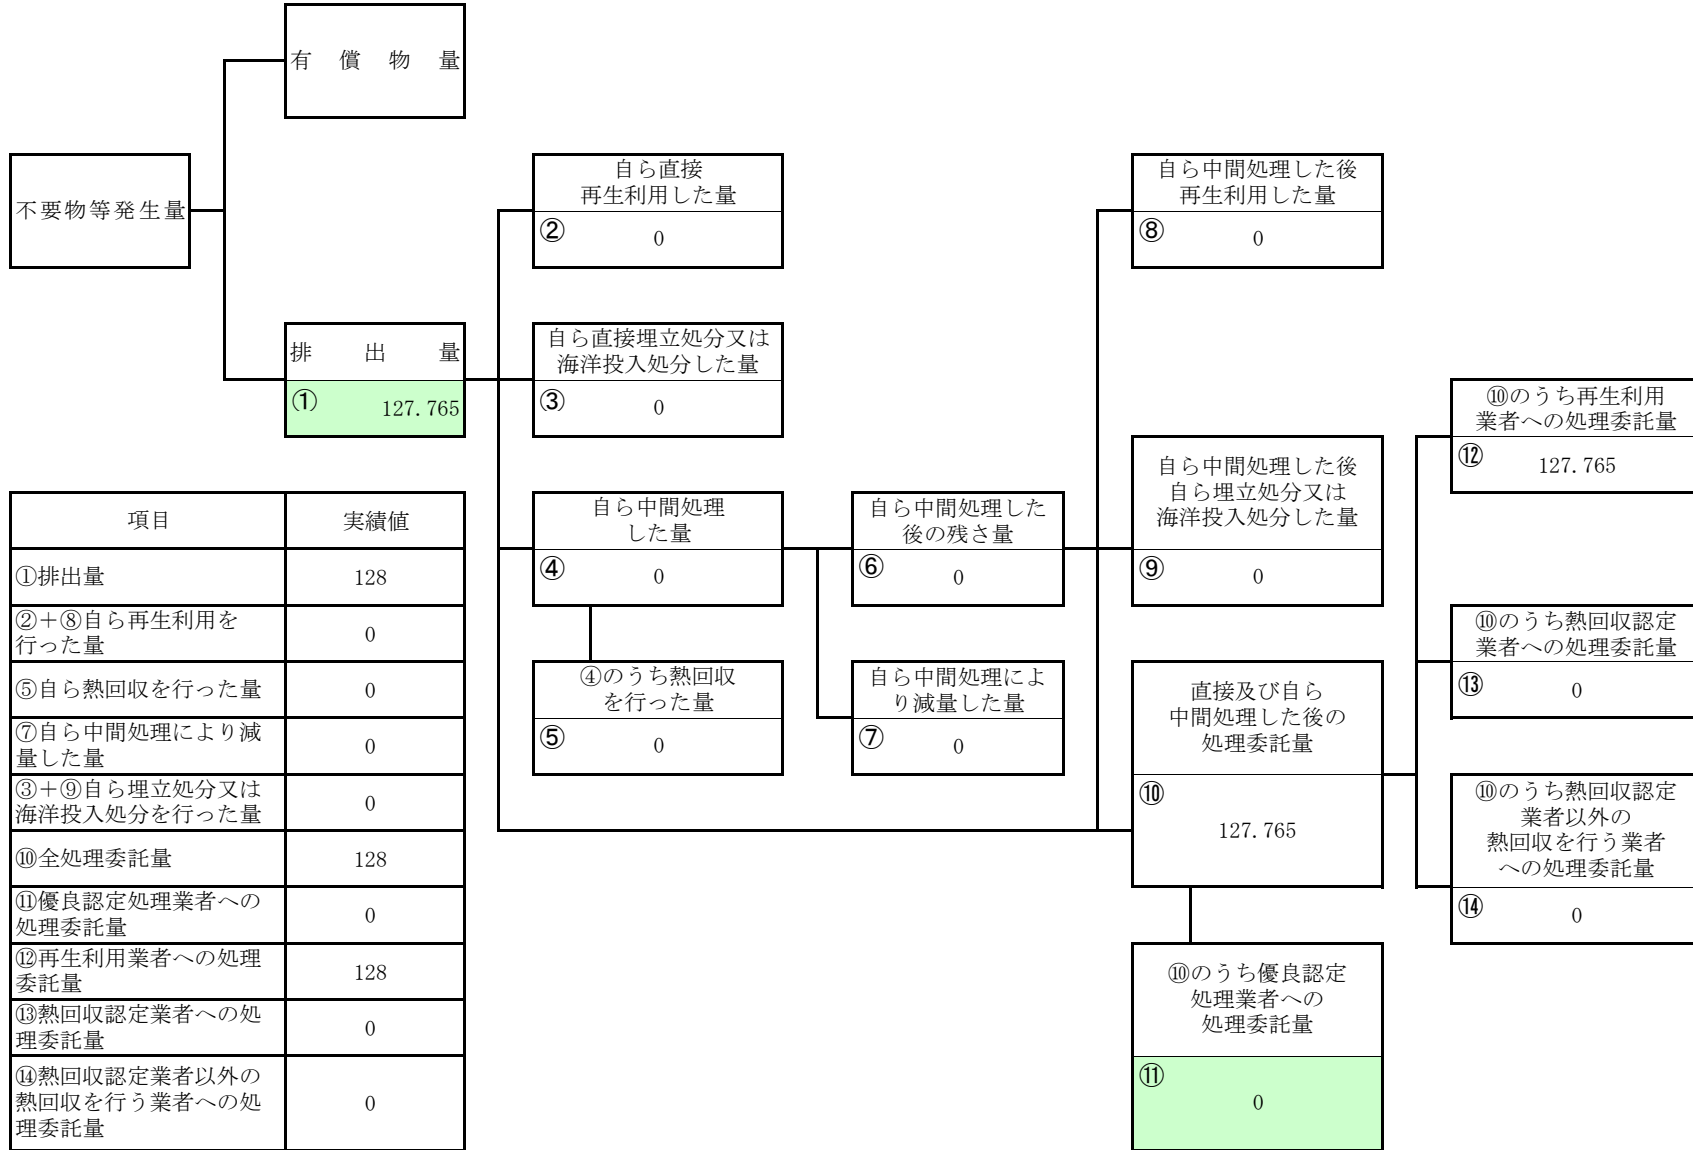 有償物量
不要物等発生量
自ら直接
再生利用した量
②
0
自ら中間処理した後
再生利用した量
⑧
0
排出量
①
127.765
自ら直接埋立処分又は
海洋投入処分した量
③
0
⑩のうち再生利用
業者への処理委託量
⑫
127.765
自ら中間処理
した量
④
0
自ら中間処理した
後の残さ量
⑥
0
自ら中間処理した後
自ら埋立処分又は
海洋投入処分した量
⑨
0
⑩のうち熱回収認定
業者への処理委託量
⑬
0
④のうち熱回収
を行った量
⑤
0
自ら中間処理によ
り減量した量
⑦
0
直接及び自ら
中間処理した後の
処理委託量
⑩
127.765
⑩のうち熱回収認定
業者以外の
熱回収を行う業者
への処理委託量
⑭
0
⑩のうち優良認定
処理業者への
処理委託量
⑪
0
項目 実績値
①排出量 128
②+⑧自ら再生利用を
行った量 0
⑤自ら熱回収を行った量 0
⑦自ら中間処理により減
量した量 0
③+⑨自ら埋立処分又は
海洋投入処分を行った量 0
⑩全処理委託量 128
⑪優良認定処理業者への
処理委託量 0
⑫再生利用業者への処理
委託量 128
⑬熱回収認定業者への処
理委託量 0
⑭熱回収認定業者以外の
熱回収を行う業者への処
理委託量 0